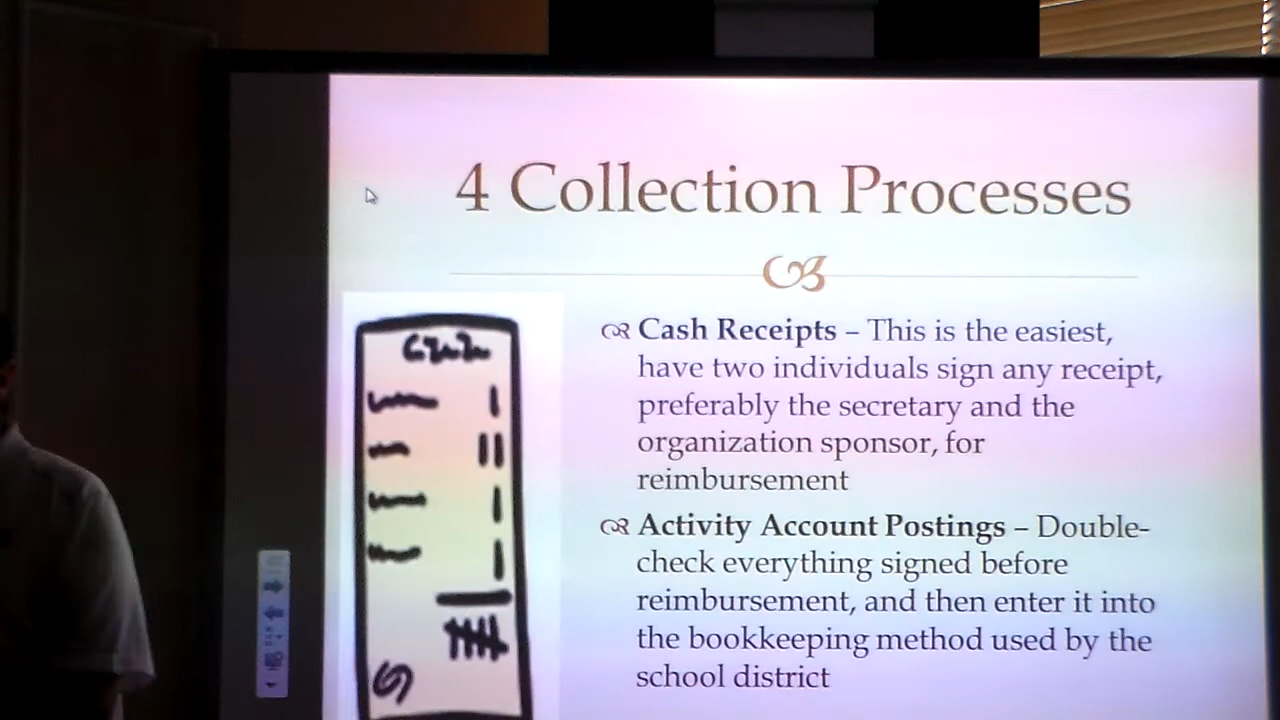 4 Collection Processes
Cash Receipts – This is the easiest,
have two individuals sign any receipt,
preferably the secretary and the
organization sponsor, for
reimbursement
Activity Account Postings – Double-
check everything signed before
reimbursement, and then enter it into
the bookkeeping method used by the
school district